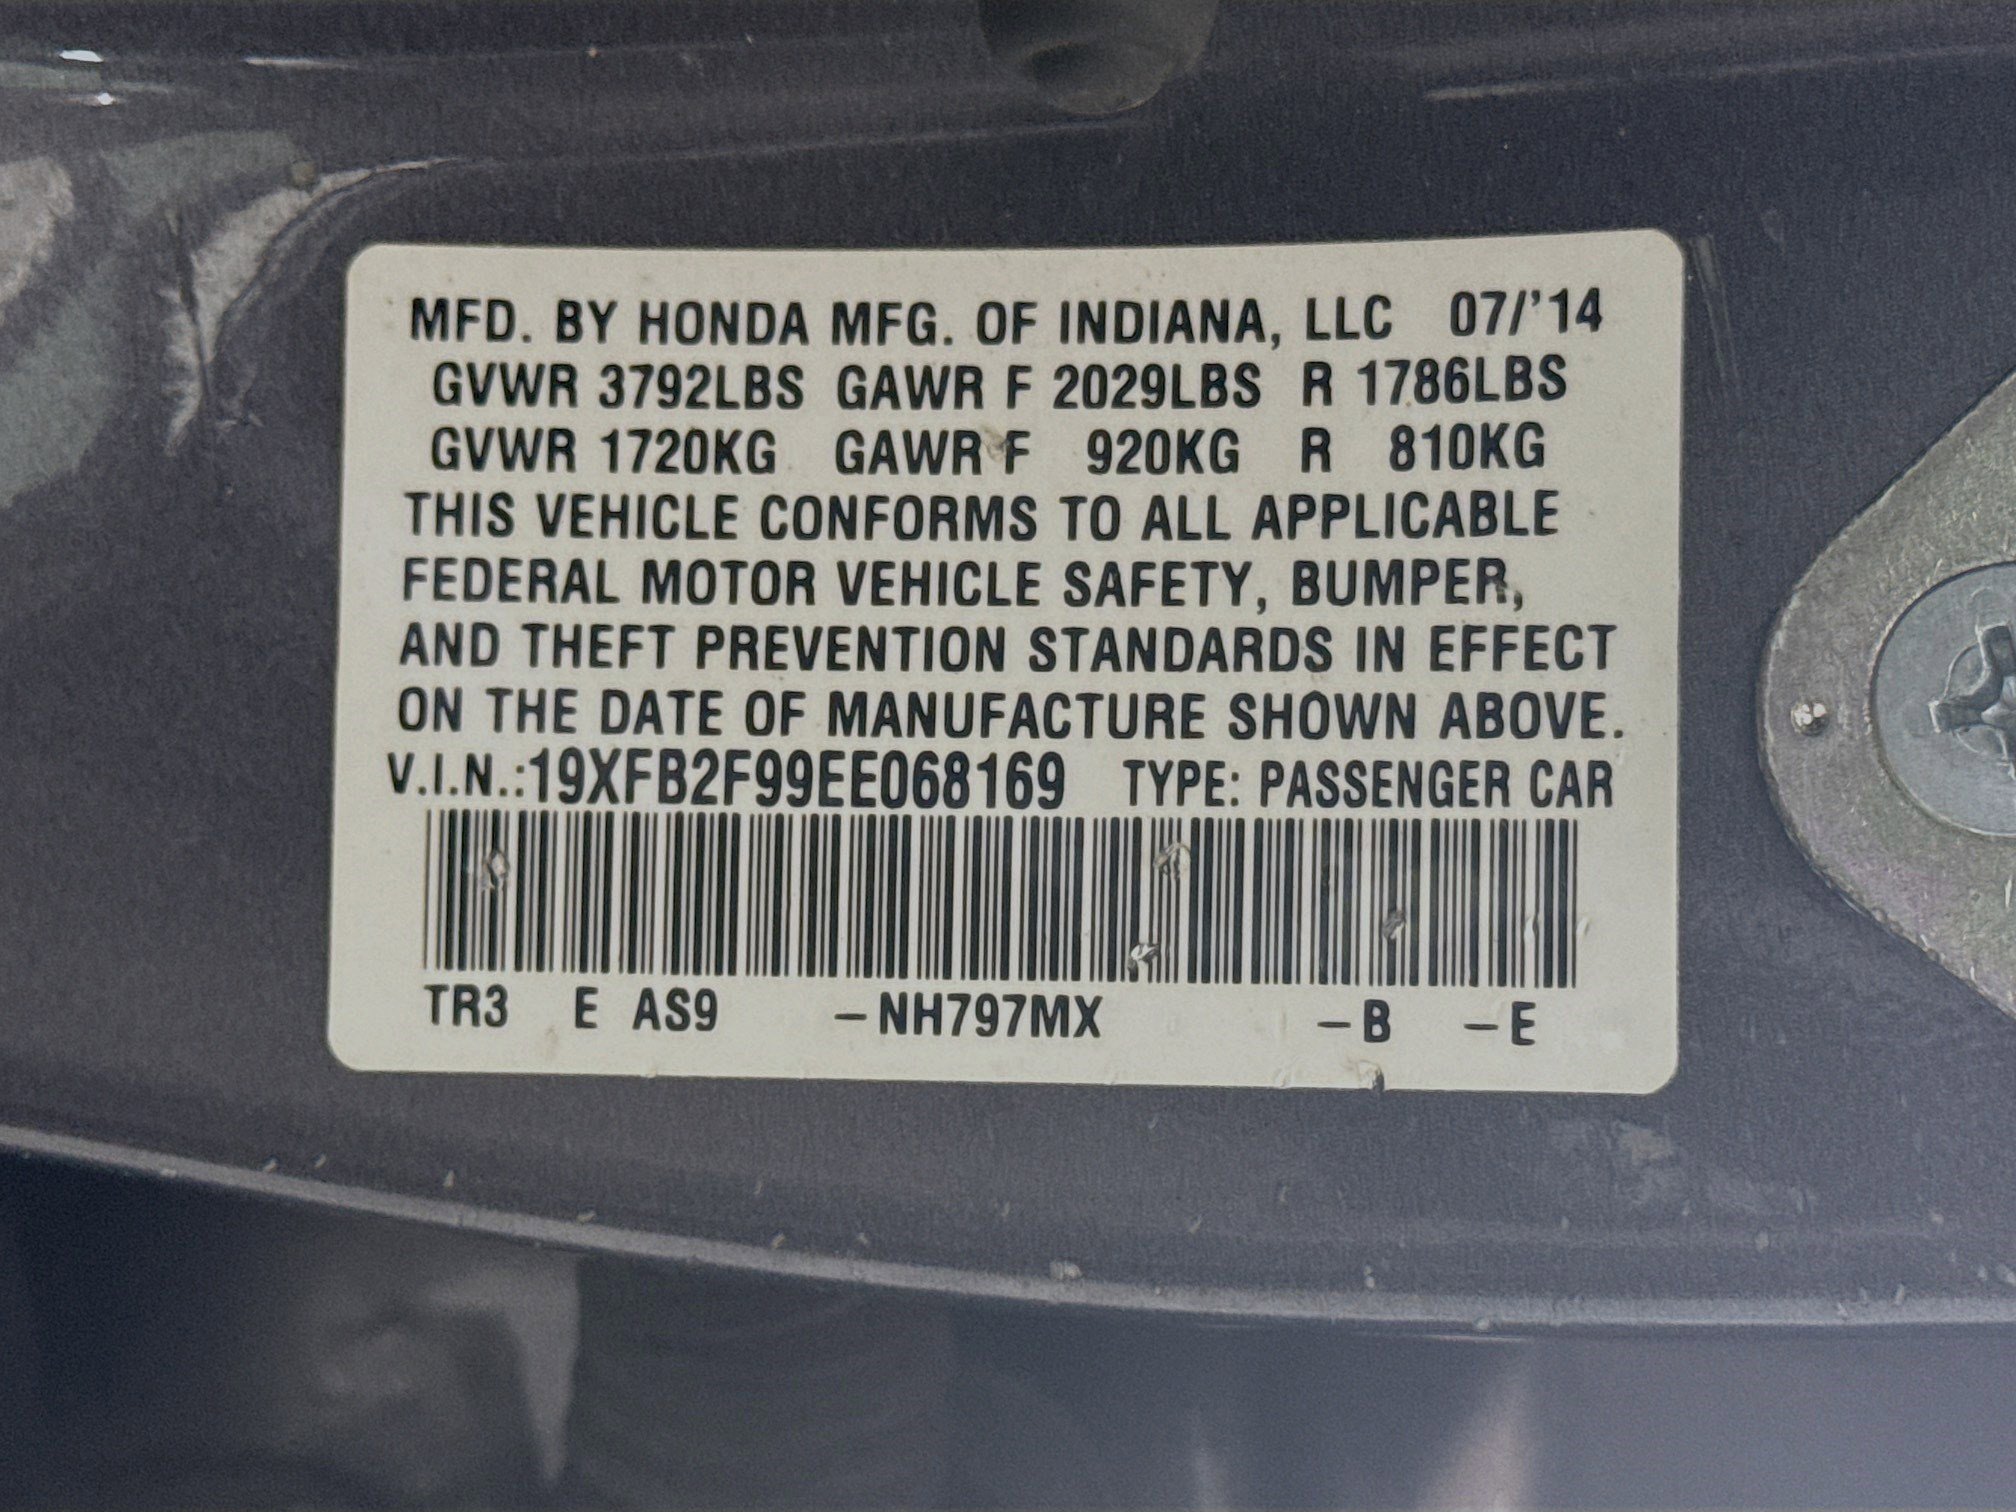 MFD. BY HONDA MFG. OF INDIANA, LLC 07/'14
GVWR 3792LBS GAWR F 2029LBS R 1786LBS
GVWR 1720KG GAWR F 920KG R 810KG
THIS VEHICLE CONFORMS TO ALL APPLICABLE
FEDERAL MOTOR VEHICLE SAFETY, BUMPER,
AND THEFT PREVENTION STANDARDS IN EFFECT
ON THE DATE OF MANUFACTURE SHOWN ABOVE.
V.I.N.:19XFB2F99EE068169 TYPE: PASSENGER CAR
TR3 E AS9 –NH797MX –B –E